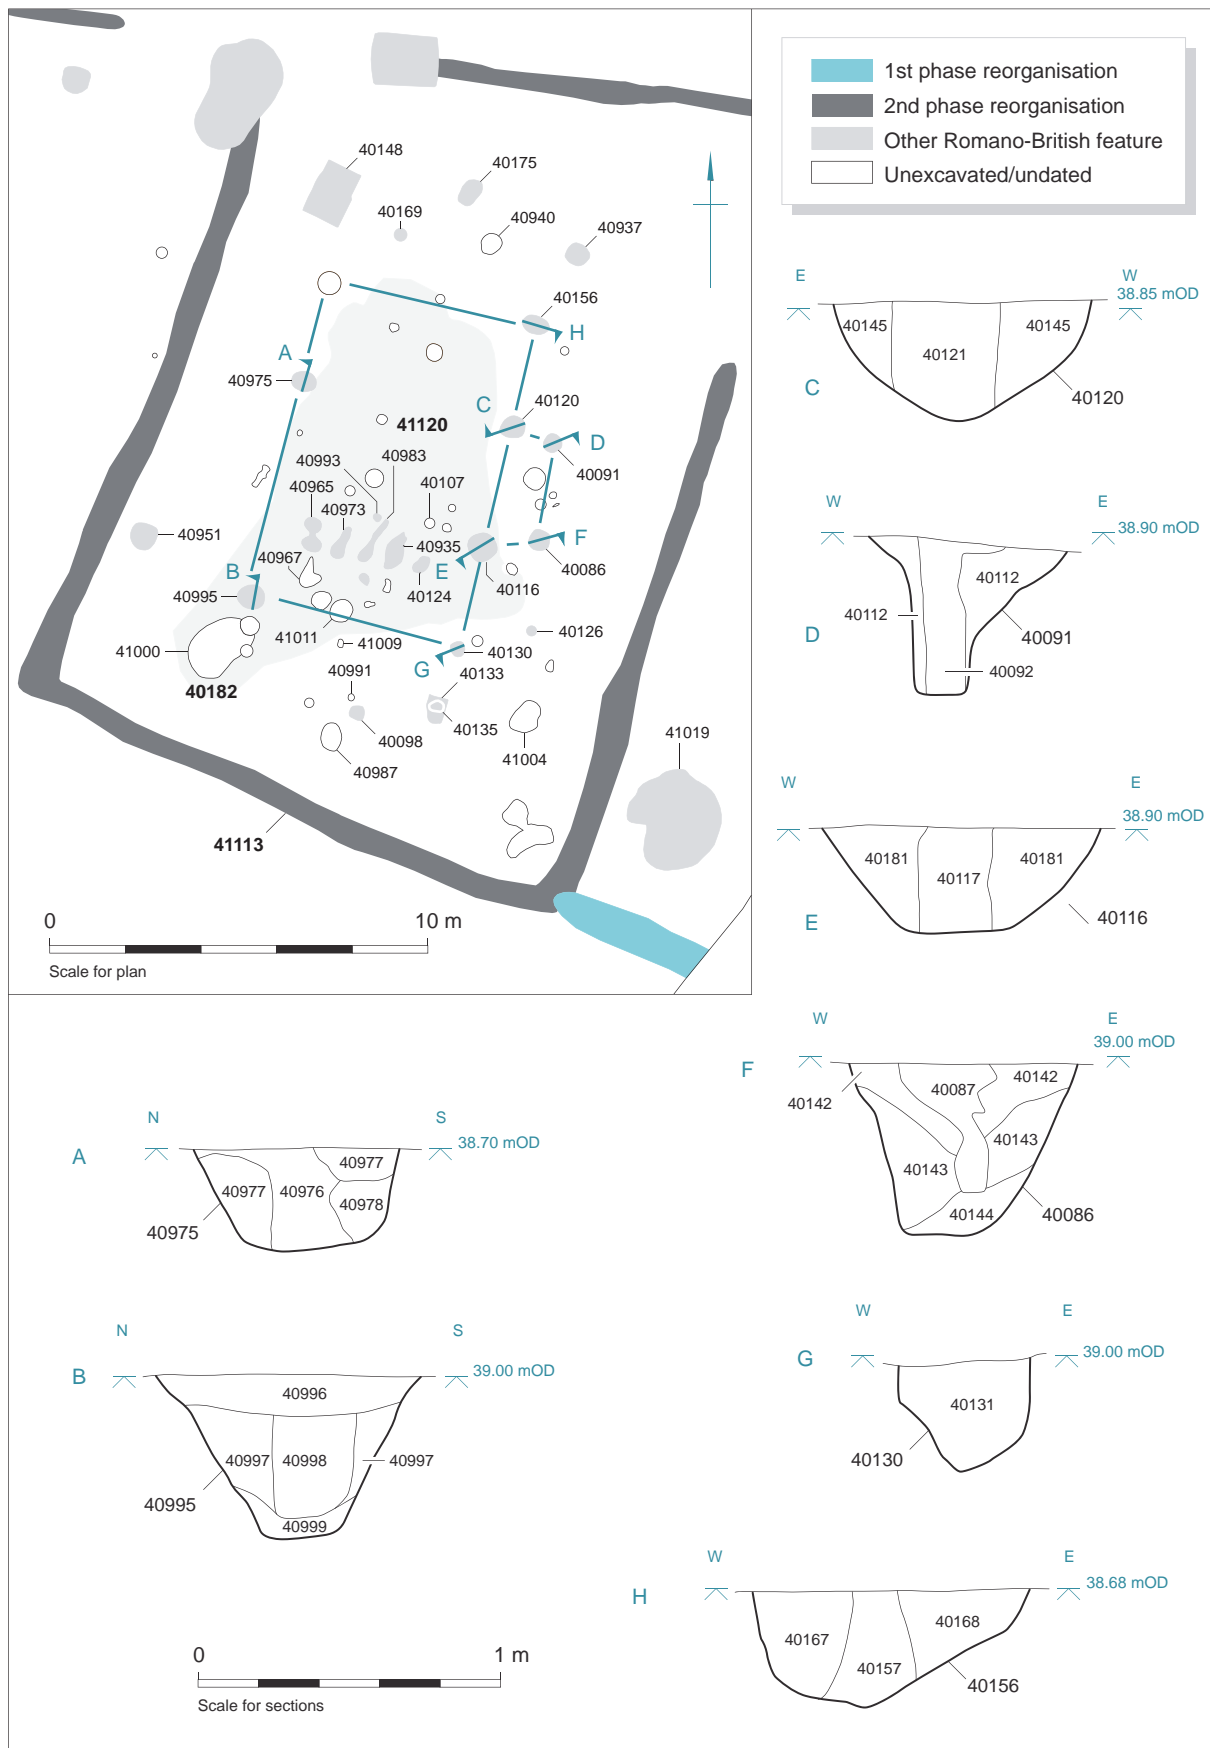 1st phase reorganisation
2nd phase reorganisation
Other Romano-British feature
Unexcavated/undated
40148
40175
40169
40940
40937
40156
H
A
40975
C
40120
41120
D
40091
40993
40983
40965
40107
40973
40951
F
40967
40935
E
40086
B
40995
40124
40116
41011
41009
40126
41000
G
40130
40182
40991
40133
40135
40098
41004
41019
40987
41113
0
10 m
Scale for plan
E
W
38.85 mOD
40145
40145
40121
C
40120
W
E
38.90 mOD
40112
40112
D
40091
40092
W
E
38.90 mOD
40181
40181
40117
E
40116
W
E
39.00 mOD
F
40087
40142
40142
40143
40143
40144
40086
N
S
A
38.70 mOD
40977
40977
40976
40978
40975
N
S
B
39.00 mOD
40996
40997
40998
40997
40995
40999
W
E
G
39.00 mOD
40131
40130
W
E
H
38.68 mOD
40167
40168
40157
40156
0
1 m
Scale for sections